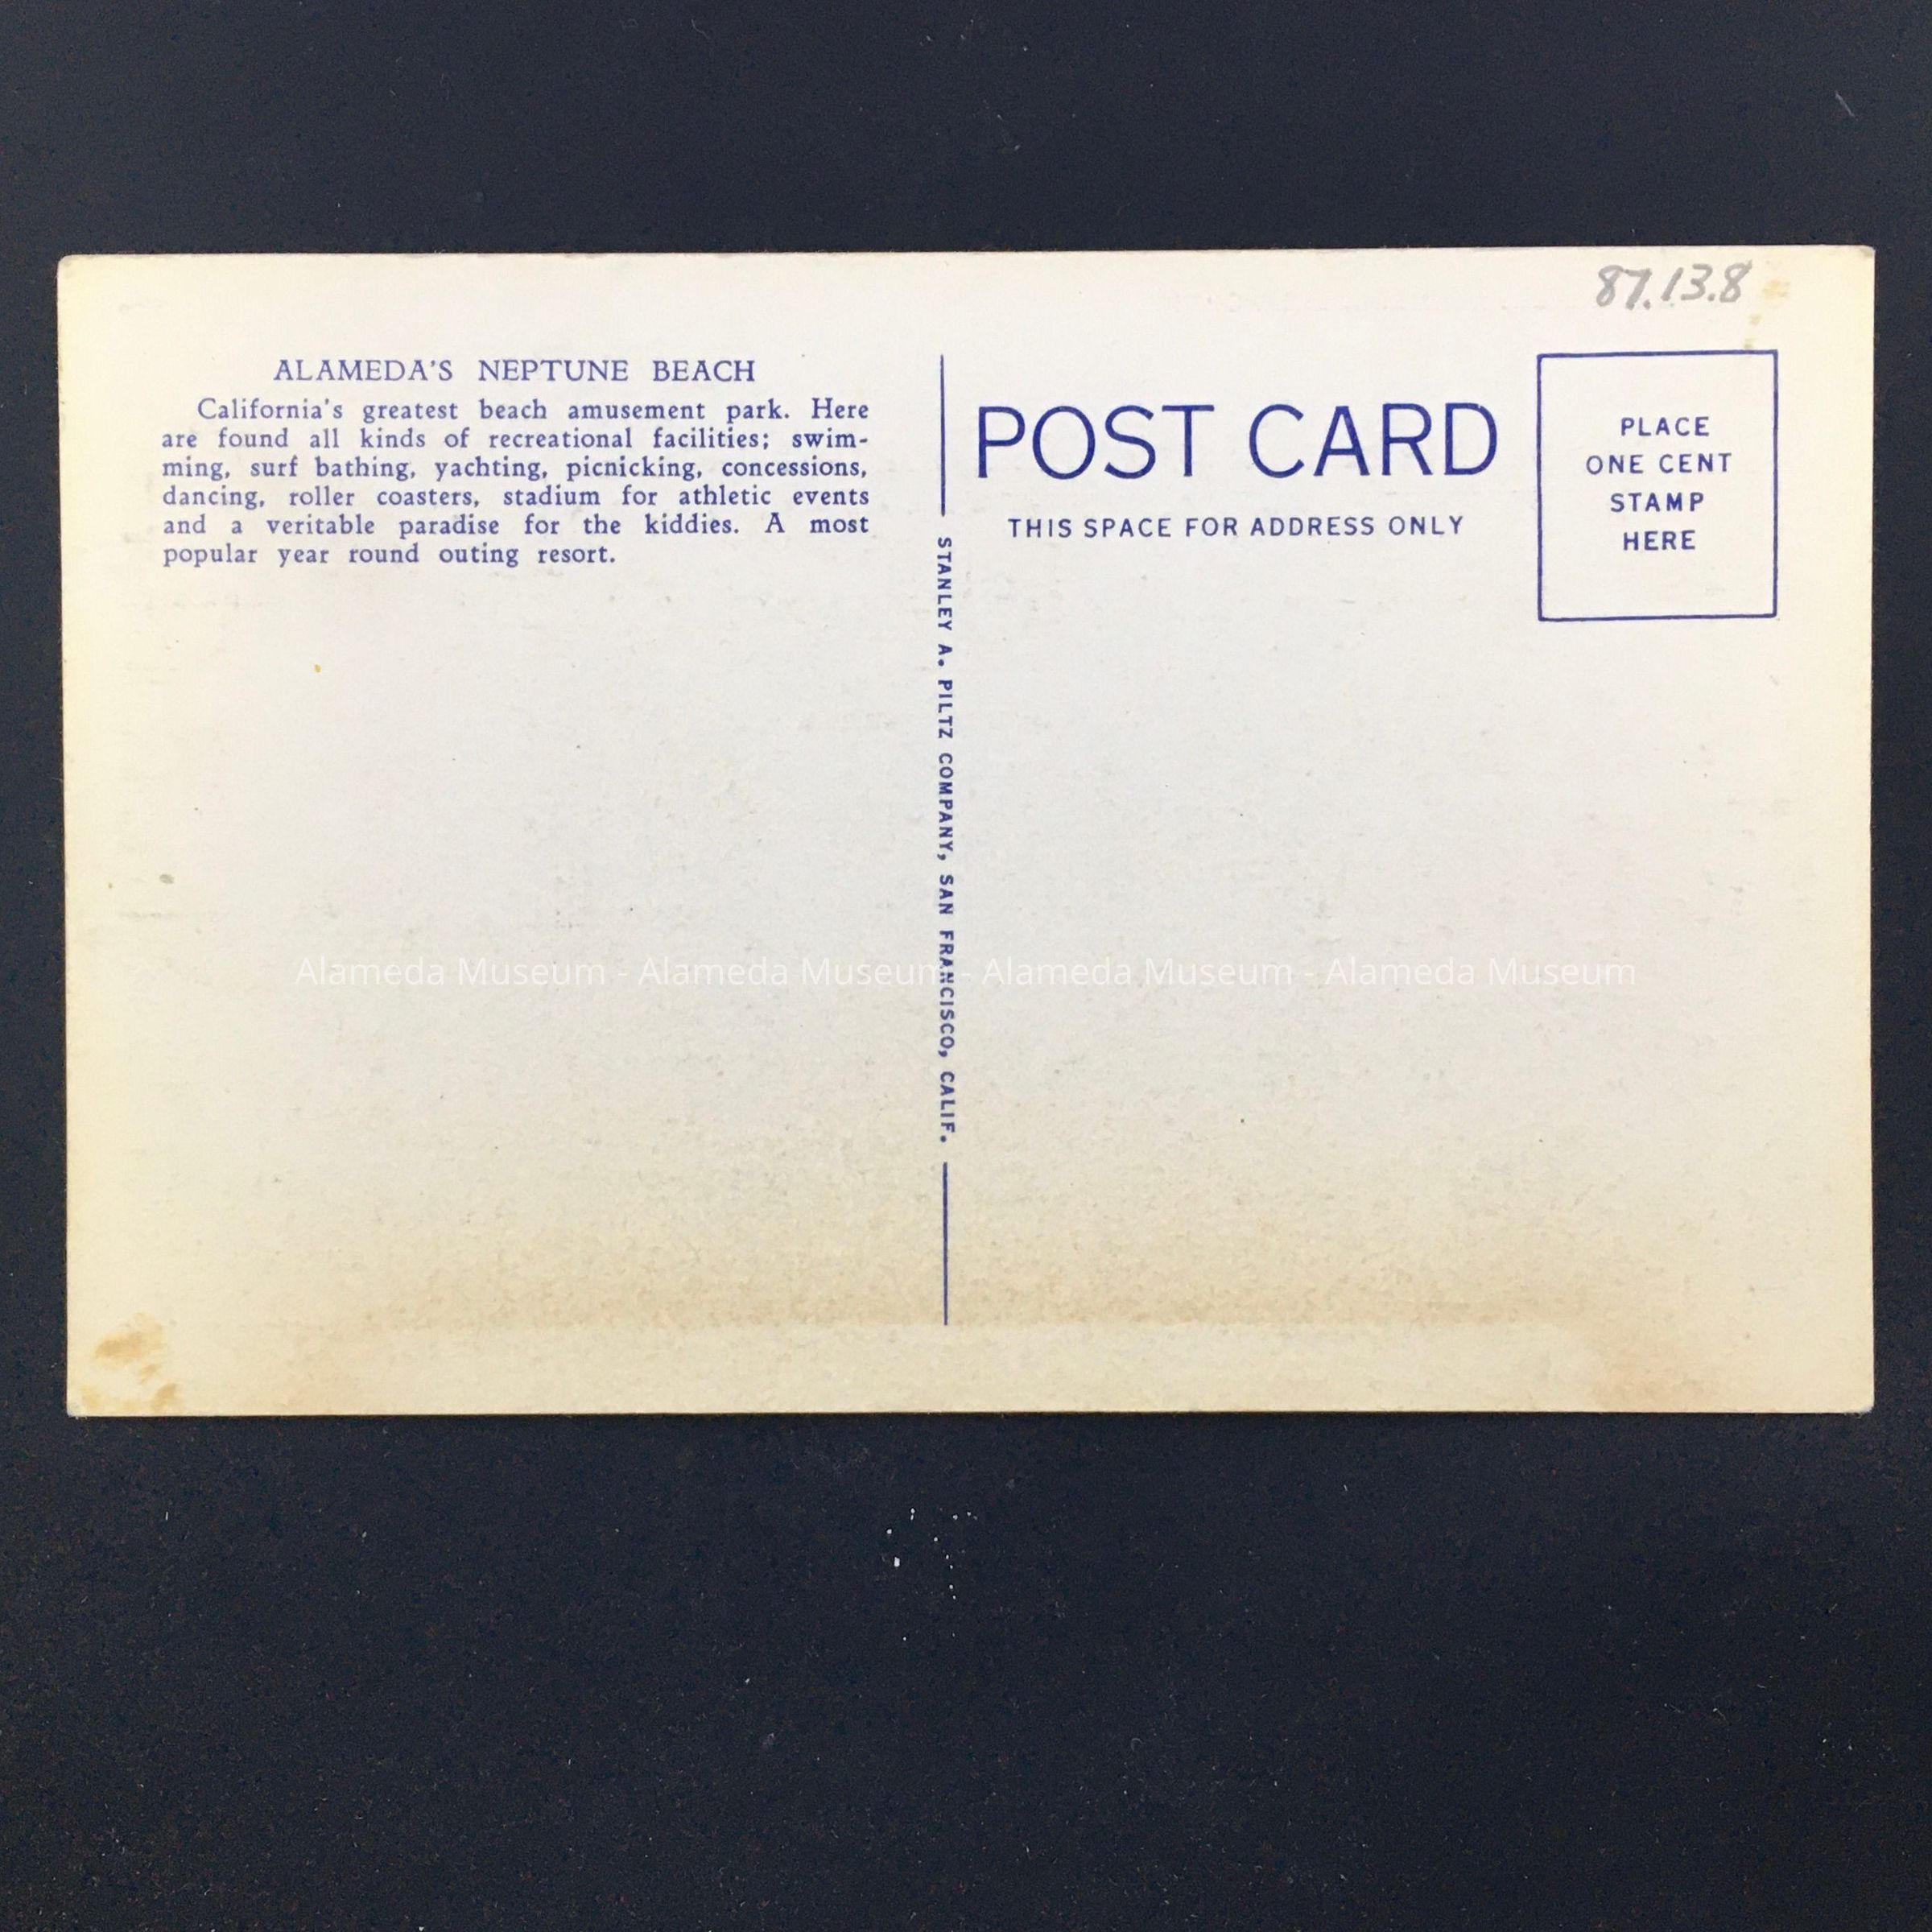 87.13.8
ALAMEDA'S NEPTUNE BEACH
California's greatest beach amusement park. Here
are found all kinds of recreational facilities; swim-
ming, surf bathing, yachting, picnicking, concessions,
dancing, roller coasters, stadium for athletic events
and a veritable paradise for the kiddies. A most
popular year round outing resort.
STANLEY A. PILTZ COMPANY, SAN FRANCISCO, CALIF.
POST CARD
THIS SPACE FOR ADDRESS ONLY
PLACE
ONE CENT
STAMP
HERE
Alameda Museum - Alameda Museum - Alameda Museum - Alameda Museum